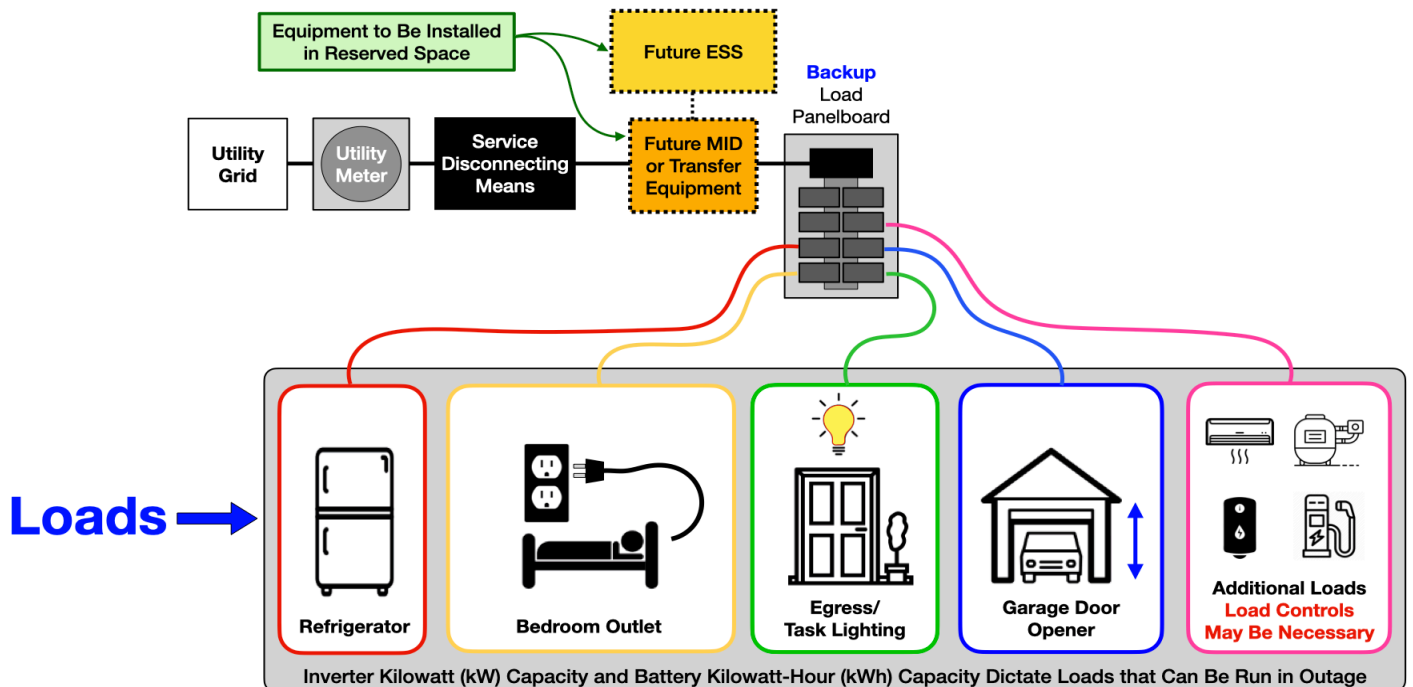 Equipment to Be Installed
in Reserved Space
Future ESS
Backup
Load
Panelboard
Utility
Grid
Utility
Meter
Service
Disconnecting
Means
Future MID
or Transfer
Equipment
Loads
Refrigerator
Bedroom Outlet
Egress/
Task Lighting
Garage Door
Opener
Additional Loads
Load Controls
May Be Necessary
Inverter Kilowatt (kW) Capacity and Battery Kilowatt-Hour (kWh) Capacity Dictate Loads that Can Be Run in Outage